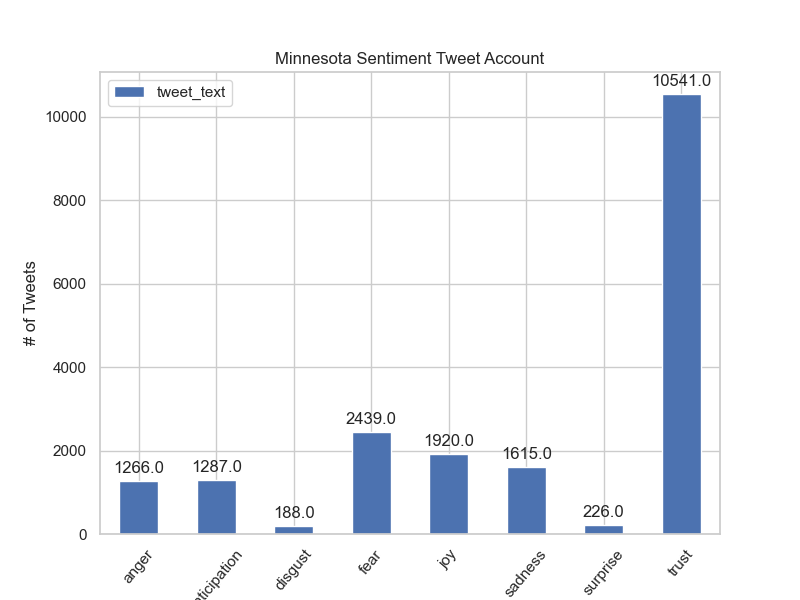 Minnesota Sentiment Tweet Account
tweet_text
# of Tweets
10000
8000
6000
4000
2000
0
1266.0
1287.0
188.0
2439.0
1920.0
1615.0
226.0
10541.0
anger
nticipation
disgust
fear
joy
sadness
surprise
trust